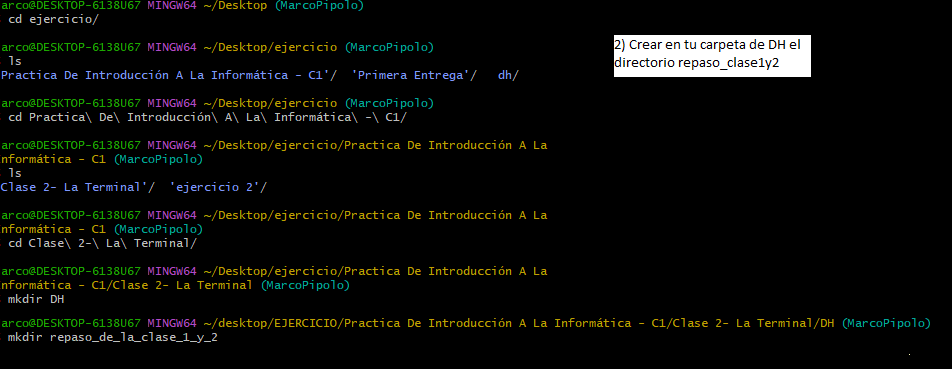 arco@DESKTOP-6138U67 MINGW64 ~/Desktop (MarcoPipolo)
cd ejercicio/
arco@DESKTOP-6138U67 MINGW64 ~/Desktop/ejercicio (MarcoPipolo)
ls
Practica De Introducción A La Informática - C1'/  'Primera Entrega'/   dh/
2) Crear en tu carpeta de DH el
directorio repaso_clase1y2
arco@DESKTOP-6138U67 MINGW64 ~/Desktop/ejercicio (MarcoPipolo)
cd Practica\ De\ Introducción\ A\ La\ Informática\ -\ C1/
arco@DESKTOP-6138U67 MINGW64 ~/Desktop/ejercicio/Practica De Introducción A La
nformática - C1 (MarcoPipolo)
ls
Clase 2- La Terminal'/  'ejercicio 2'/
arco@DESKTOP-6138U67 MINGW64 ~/Desktop/ejercicio/Practica De Introducción A La
nformática - C1 (MarcoPipolo)
cd Clase\ 2-\ La\ Terminal/
arco@DESKTOP-6138U67 MINGW64 ~/Desktop/ejercicio/Practica De Introducción A La
nformática - C1/Clase 2- La Terminal (MarcoPipolo)
mkdir DH
arco@DESKTOP-6138U67 MINGW64 ~/desktop/EJERCICIO/Practica De Introducción A La Informática - C1/Clase 2- La Terminal/DH (MarcoPipolo)
mkdir repaso_de_la_clase_1_y_2